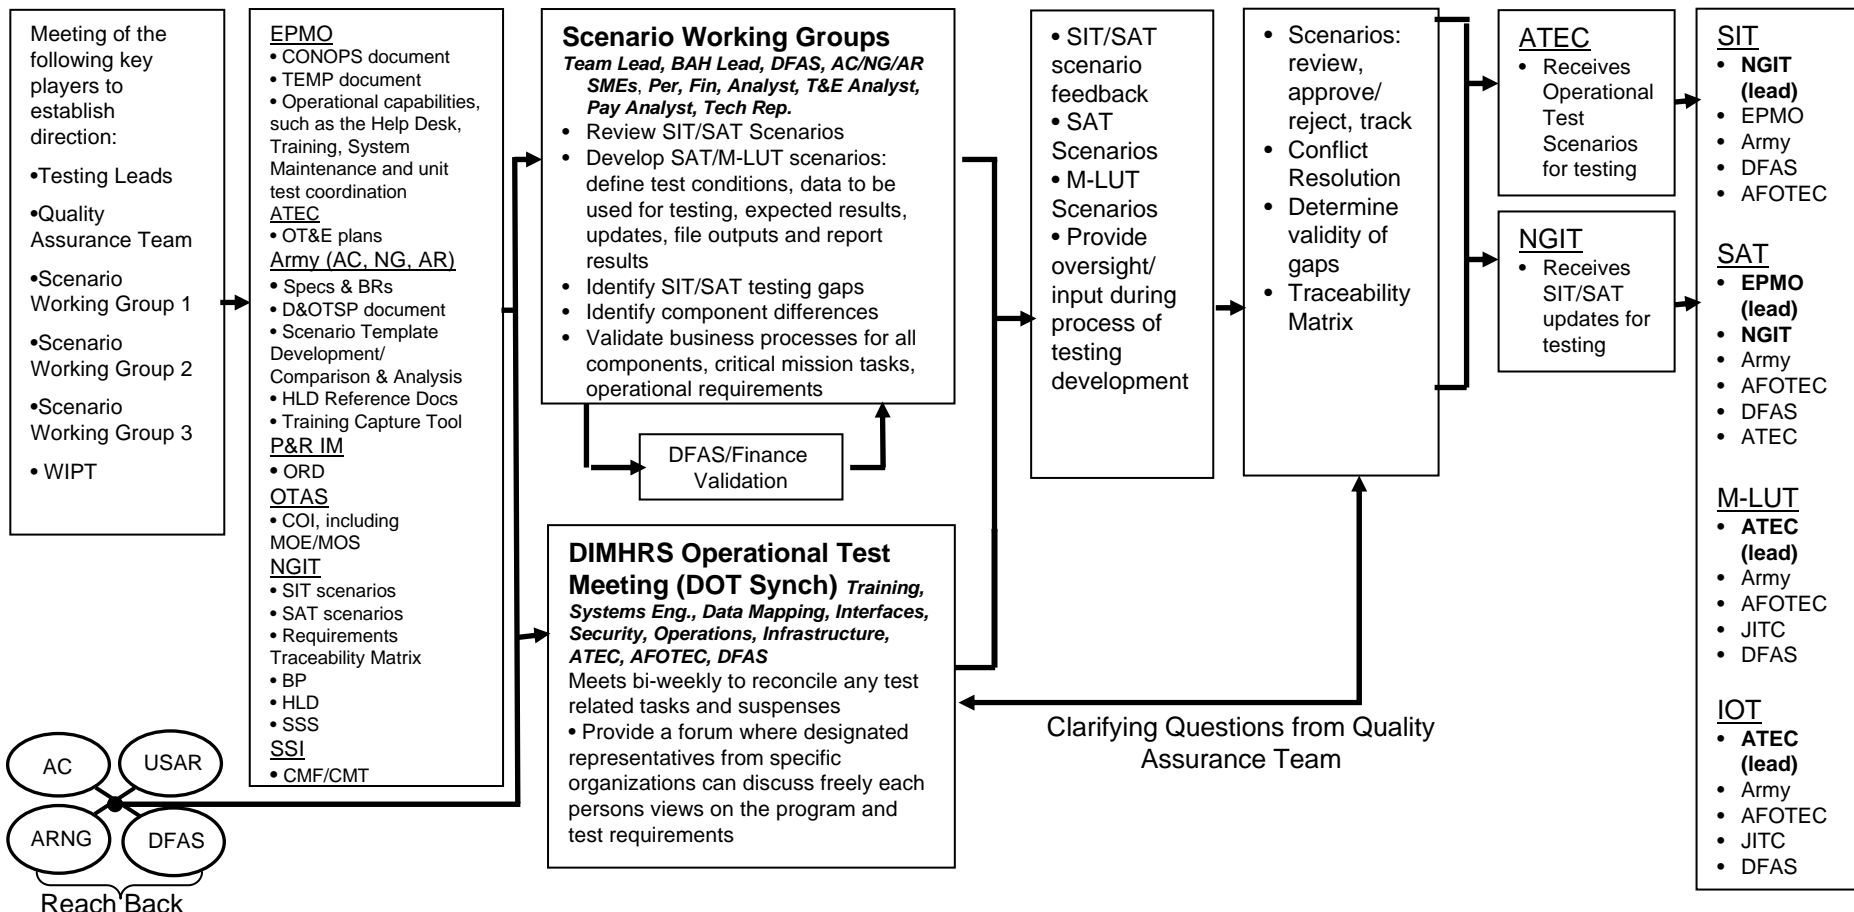 Meeting of the
following key
players to
establish
direction:
•Testing Leads
•Quality
Assurance Team
•Scenario
Working Group 1
•Scenario
Working Group 2
•Scenario
Working Group 3
• WIPT
EPMO
• CONOPS document
• TEMP document
• Operational capabilities,
such as the Help Desk,
Training, System
Maintenance and unit
test coordination
ATEC
• OT&E plans
Army (AC, NG, AR)
• Specs & BRs
• D&OTSP document
• Scenario Template
Development/
Comparison & Analysis
• HLD Reference Docs
• Training Capture Tool
P&R IM
• ORD
OTAS
• COI, including
MOE/MOS
NGIT
• SIT scenarios
• SAT scenarios
• Requirements
Traceability Matrix
• BP
• HLD
• SSS
SSI
• CMF/CMT
AC
USAR
ARNG
DFAS
Reach Back
Scenario Working Groups
Team Lead, BAH Lead, DFAS, AC/NG/AR
SMEs, Per, Fin, Analyst, T&E Analyst,
Pay Analyst, Tech Rep.
• Review SIT/SAT Scenarios
• Develop SAT/M-LUT scenarios:
define test conditions, data to be
used for testing, expected results,
updates, file outputs and report
results
• Identify SIT/SAT testing gaps
• Identify component differences
• Validate business processes for all
components, critical mission tasks,
operational requirements
DFAS/Finance
Validation
DIMHRS Operational Test
Meeting (DOT Synch) Training,
Systems Eng., Data Mapping, Interfaces,
Security, Operations, Infrastructure,
ATEC, AFOTEC, DFAS
Meets bi-weekly to reconcile any test
related tasks and suspenses
• Provide a forum where designated
representatives from specific
organizations can discuss freely each
persons views on the program and
test requirements
• SIT/SAT
scenario
feedback
• SAT
Scenarios
• M-LUT
Scenarios
• Provide
oversight/
input during
process of
testing
development
• Scenarios:
review,
approve/
reject, track
• Conflict
Resolution
• Determine
validity of
gaps
• Traceability
Matrix
Clarifying Questions from Quality
Assurance Team
ATEC
• Receives
Operational
Test
Scenarios
for testing
NGIT
• Receives
SIT/SAT
updates for
testing
SIT
• NGIT
(lead)
• EPMO
• Army
• DFAS
• AFOTEC
SAT
• EPMO
(lead)
• NGIT
• Army
• AFOTEC
• DFAS
• ATEC
M-LUT
• ATEC
(lead)
• Army
• AFOTEC
• JITC
• DFAS
IOT
• ATEC
(lead)
• Army
• AFOTEC
• JITC
• DFAS